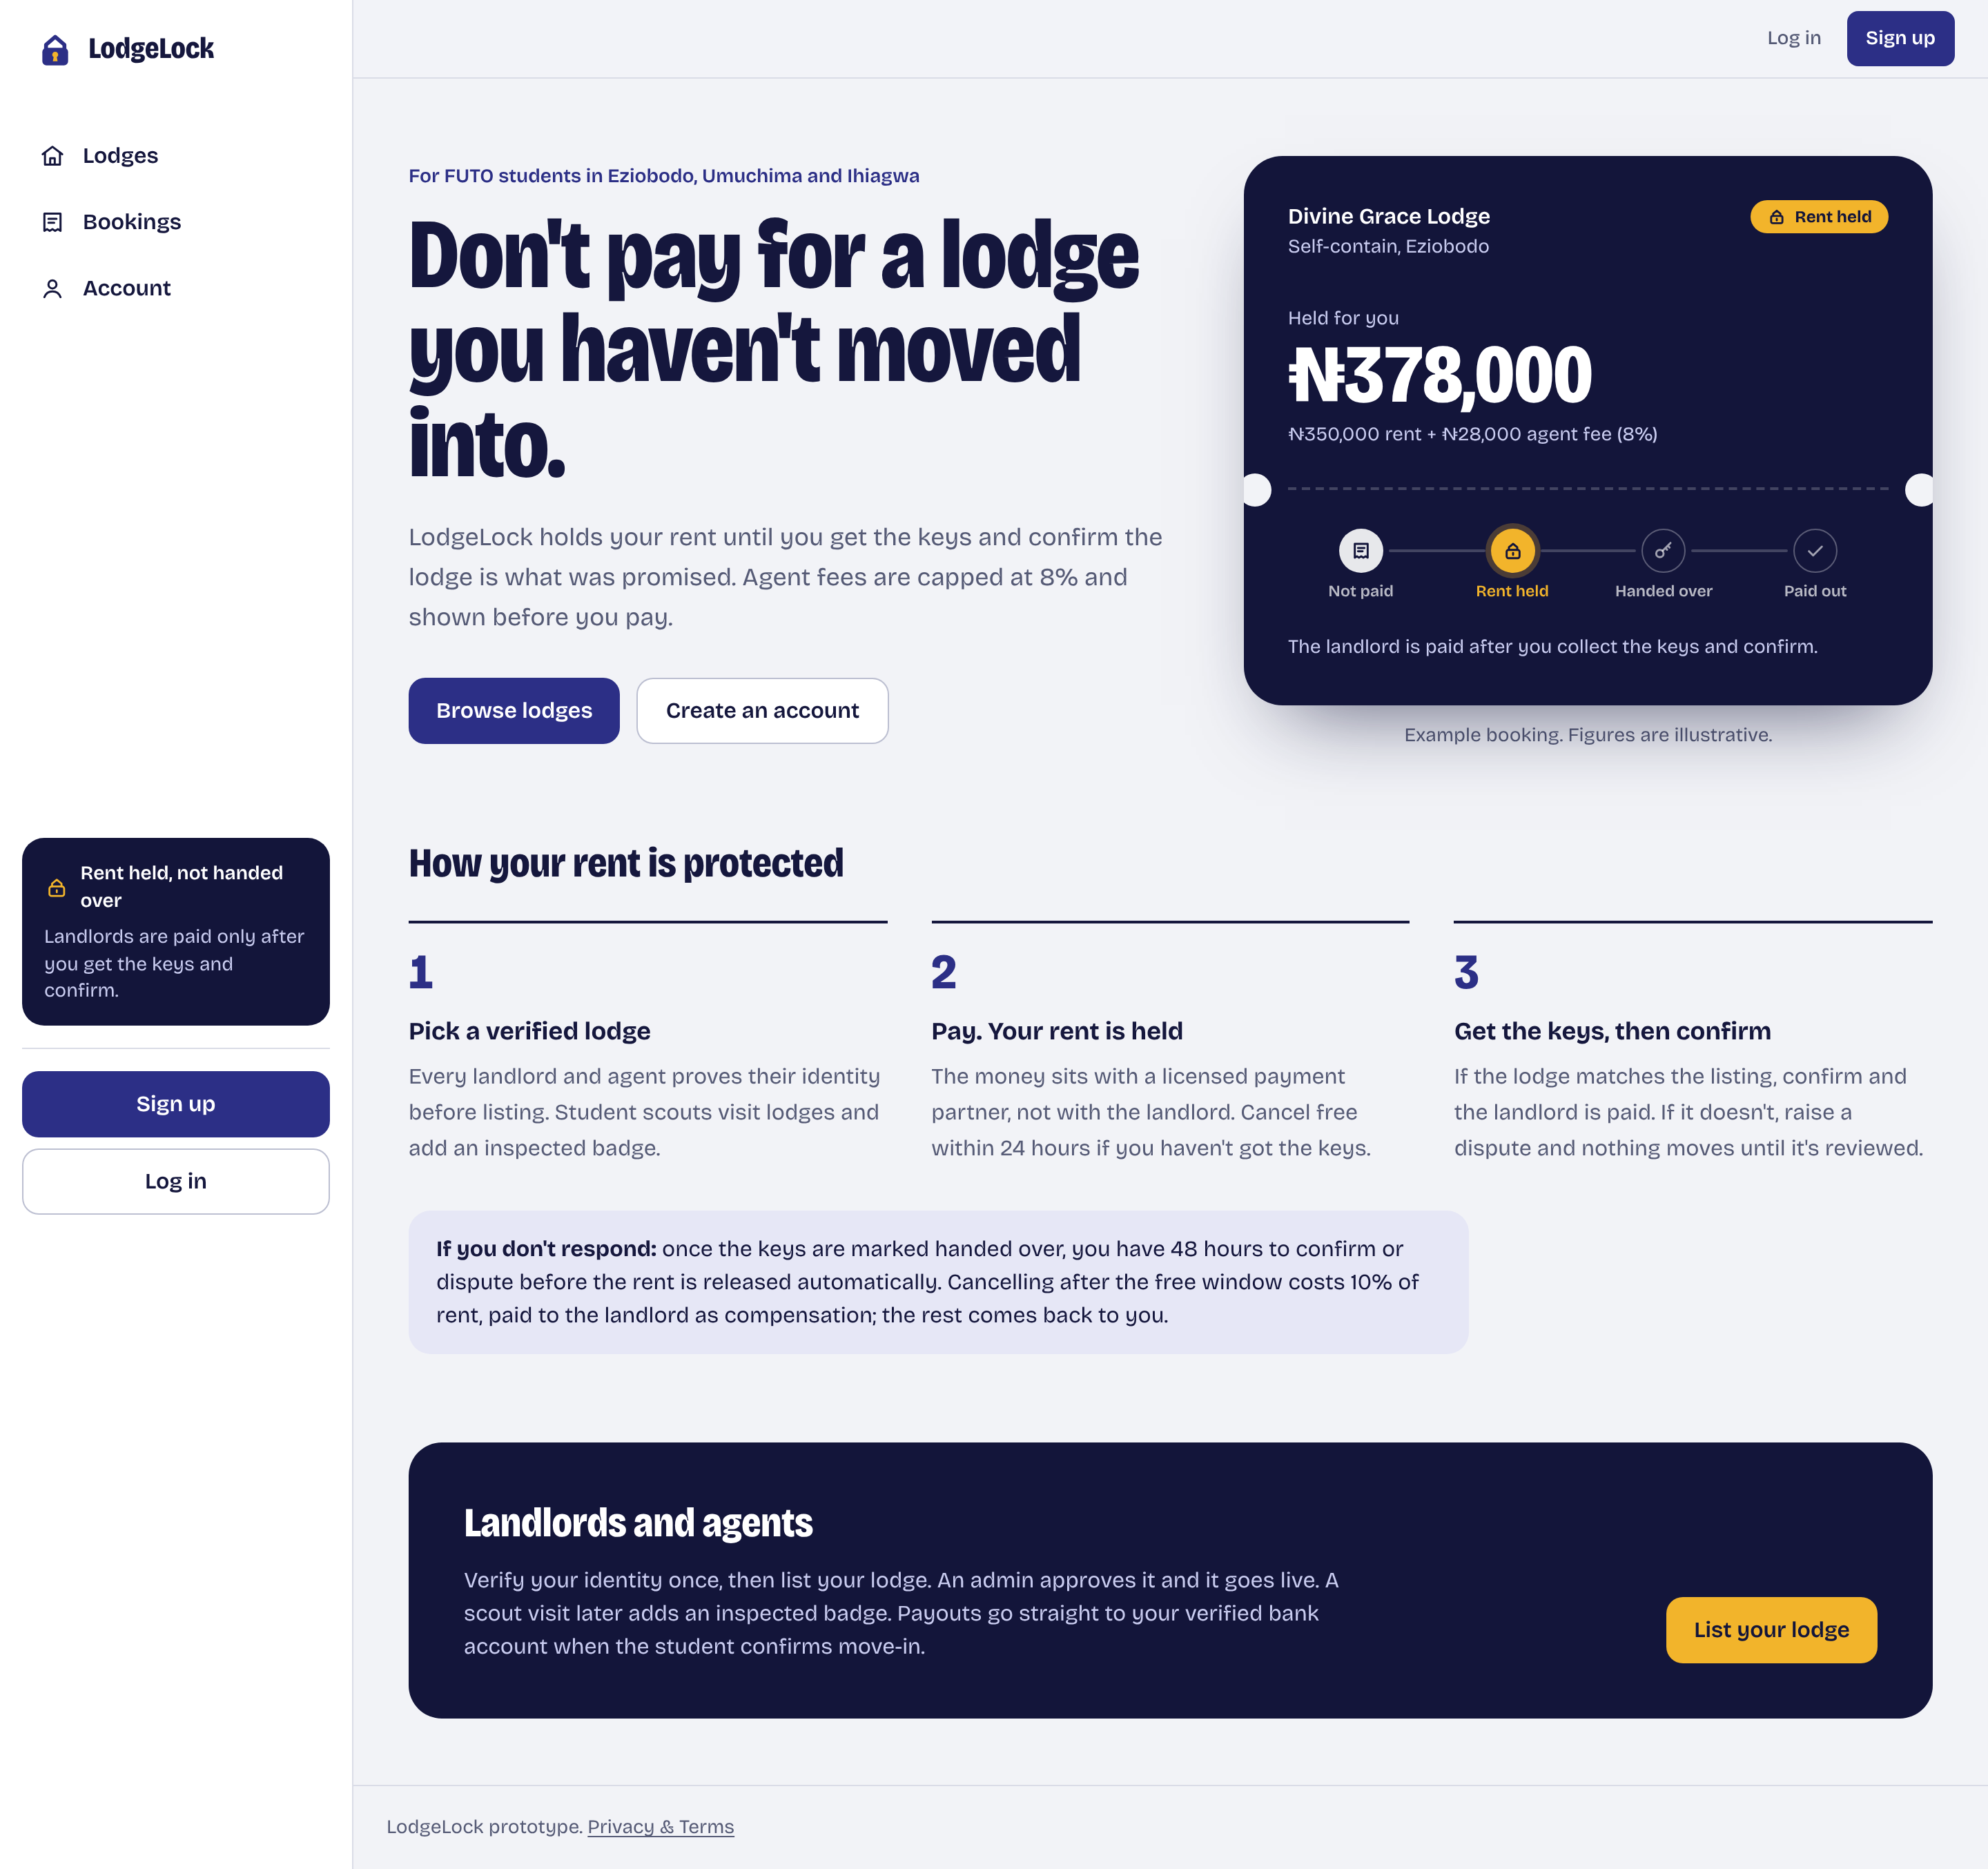 LodgeLock
Lodges
Bookings
Account
Rent held, not handed
over
Landlords are paid only after
you get the keys and
confirm.
Sign up
Log in
Log in
Sign up
For FUTO students in Eziobodo, Umuchima and Ihiagwa
Don't pay for a lodge
you haven't moved
into.
LodgeLock holds your rent until you get the keys and confirm the
lodge is what was promised. Agent fees are capped at 8% and
shown before you pay.
Browse lodges
Create an account
Divine Grace Lodge
Rent held
Self-contain, Eziobodo
Held for you
₦378,000
₦350,000 rent + ₦28,000 agent fee (8%)
Not paid
Rent held
Handed over
Paid out
The landlord is paid after you collect the keys and confirm.
Example booking. Figures are illustrative.
How your rent is protected
1
Pick a verified lodge
Every landlord and agent proves their identity
before listing. Student scouts visit lodges and
add an inspected badge.
2
Pay. Your rent is held
The money sits with a licensed payment
partner, not with the landlord. Cancel free
within 24 hours if you haven't got the keys.
3
Get the keys, then confirm
If the lodge matches the listing, confirm and
the landlord is paid. If it doesn't, raise a
dispute and nothing moves until it's reviewed.
If you don't respond: once the keys are marked handed over, you have 48 hours to confirm or
dispute before the rent is released automatically. Cancelling after the free window costs 10% of
rent, paid to the landlord as compensation; the rest comes back to you.
Landlords and agents
Verify your identity once, then list your lodge. An admin approves it and it goes live. A
scout visit later adds an inspected badge. Payouts go straight to your verified bank
account when the student confirms move-in.
List your lodge
LodgeLock prototype. Privacy & Terms